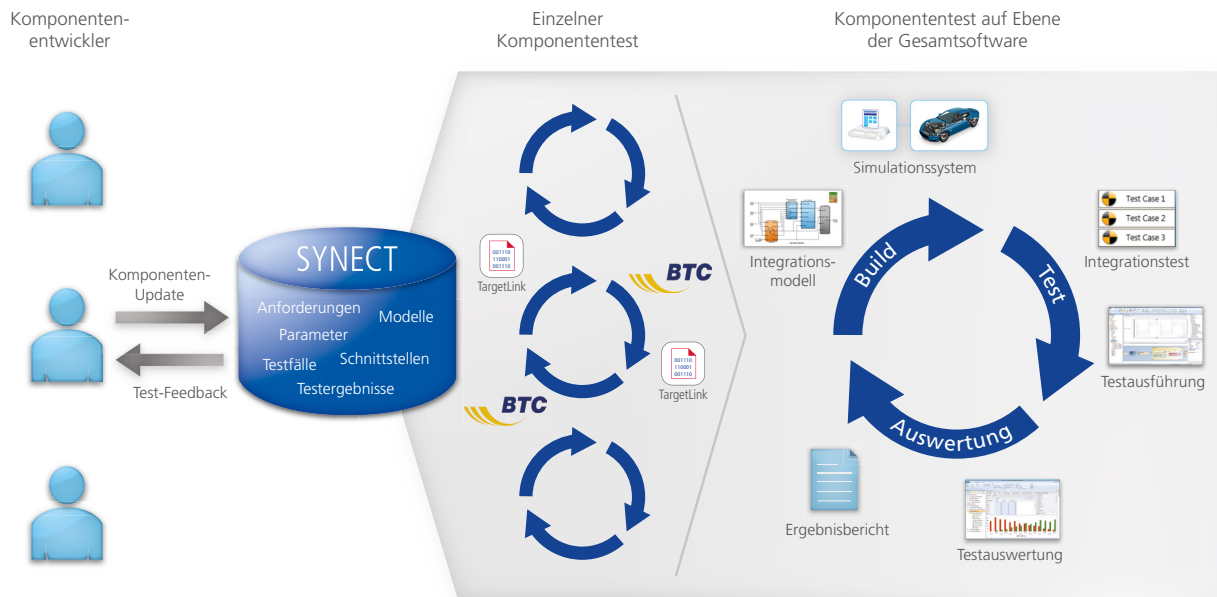 Komponenten-
entwickler
Einzelner
Komponententest
Komponententest auf Ebene
der Gesamtsoftware
Komponenten-
Update
Test-Feedback
SYNECT
Anforderungen
Modelle
Parameter
Testfälle
Schnittstellen
Testergebnisse
001110
110001
001110
TargetLink
BTC
001110
110001
001110
TargetLink
BTC
Simulationssystem
Integrations-
modell
Test Case 1
Test Case 2
Test Case 3
Integrationstest
Build
Test
Auswertung
Testausführung
Ergebnisbericht
Testauswertung